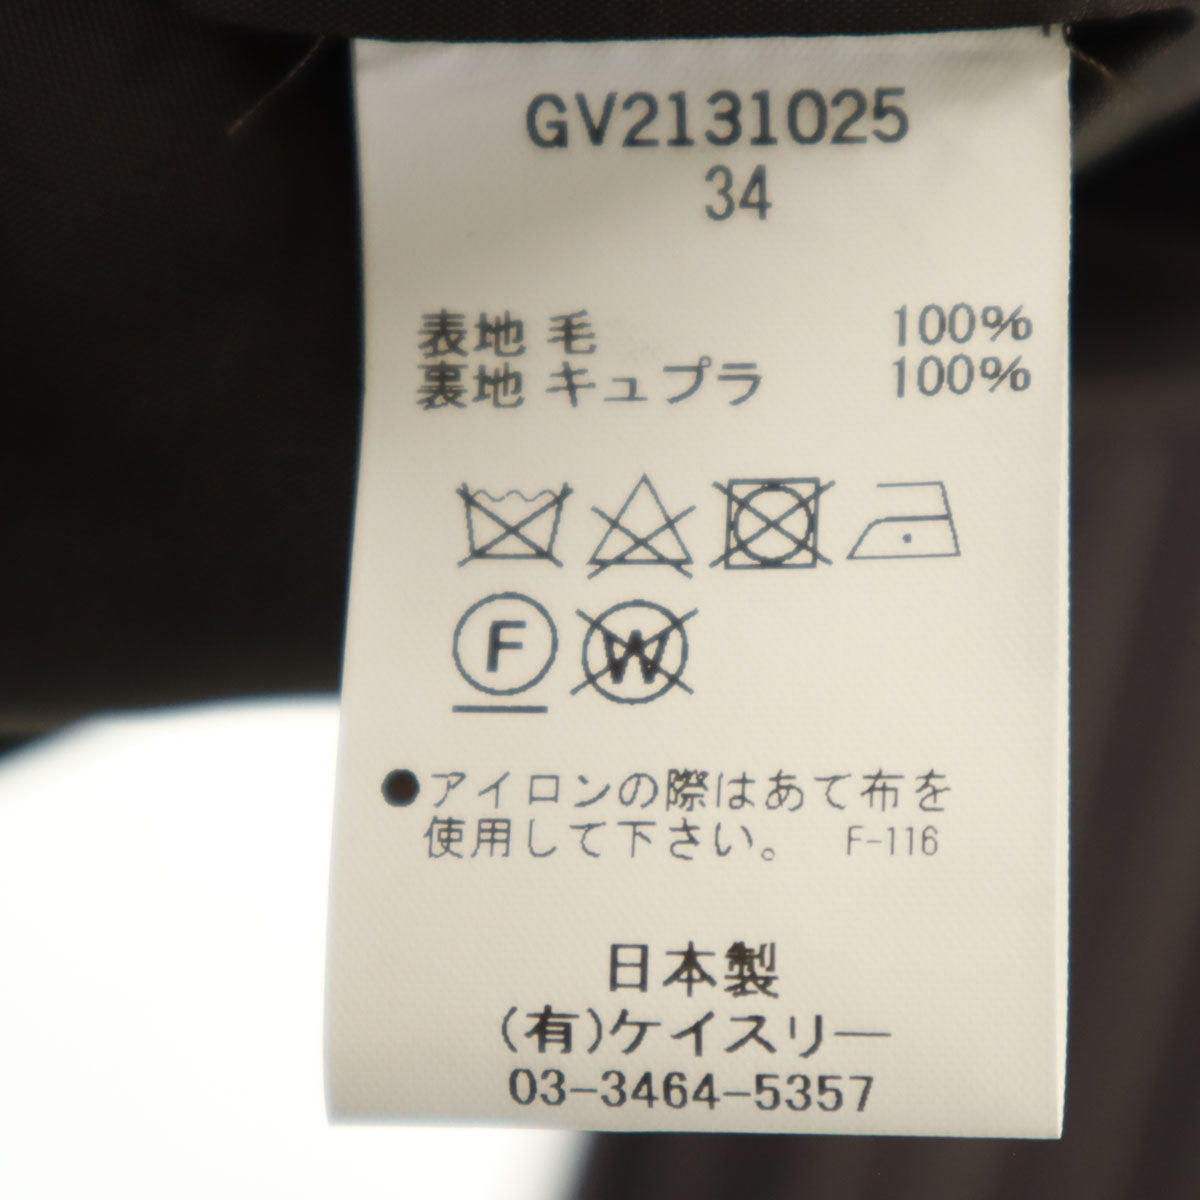 GV2131025
34
表地 毛 100%
裏地 キュプラ 100%
F W
●アイロンの際はあて布を
使用して下さい。 F-116
日本製
(有)ケイスリー
03-3464-5357